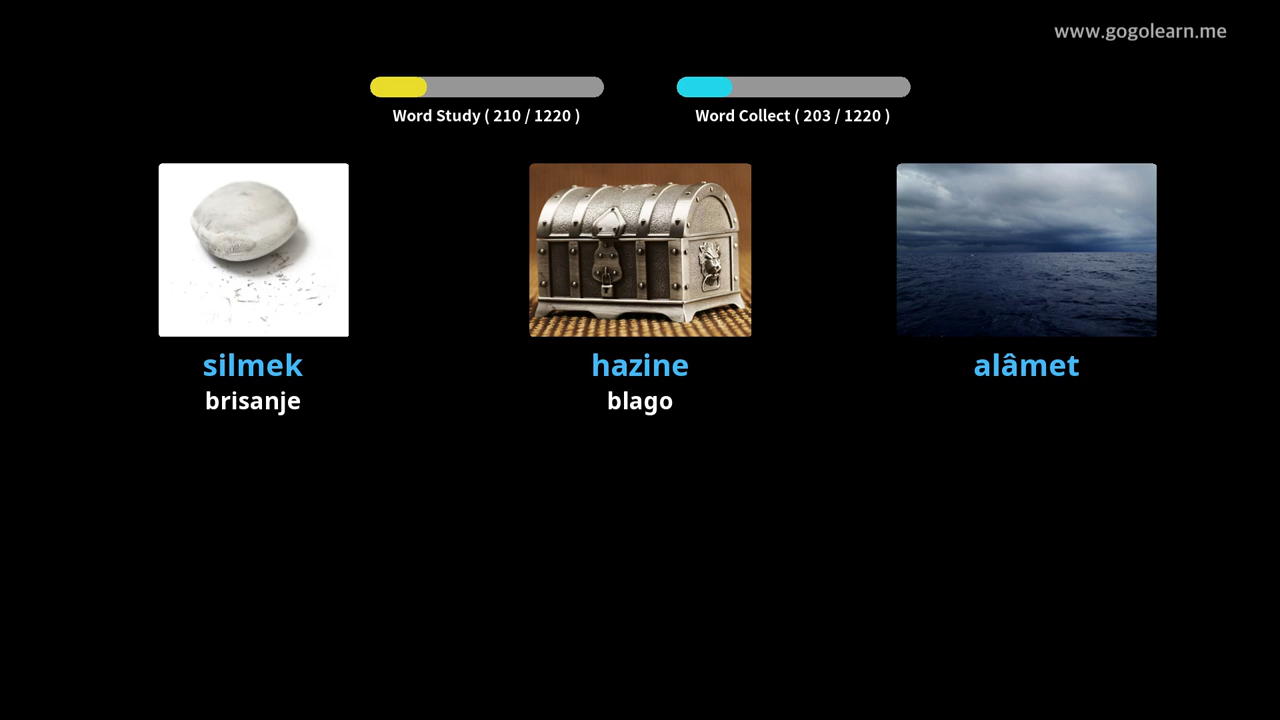 www.gogolearn.me
Word Study ( 210 / 1220 )
Word Collect ( 203 / 1220 )
silmek
brisanje
hazine
blago
alâmet